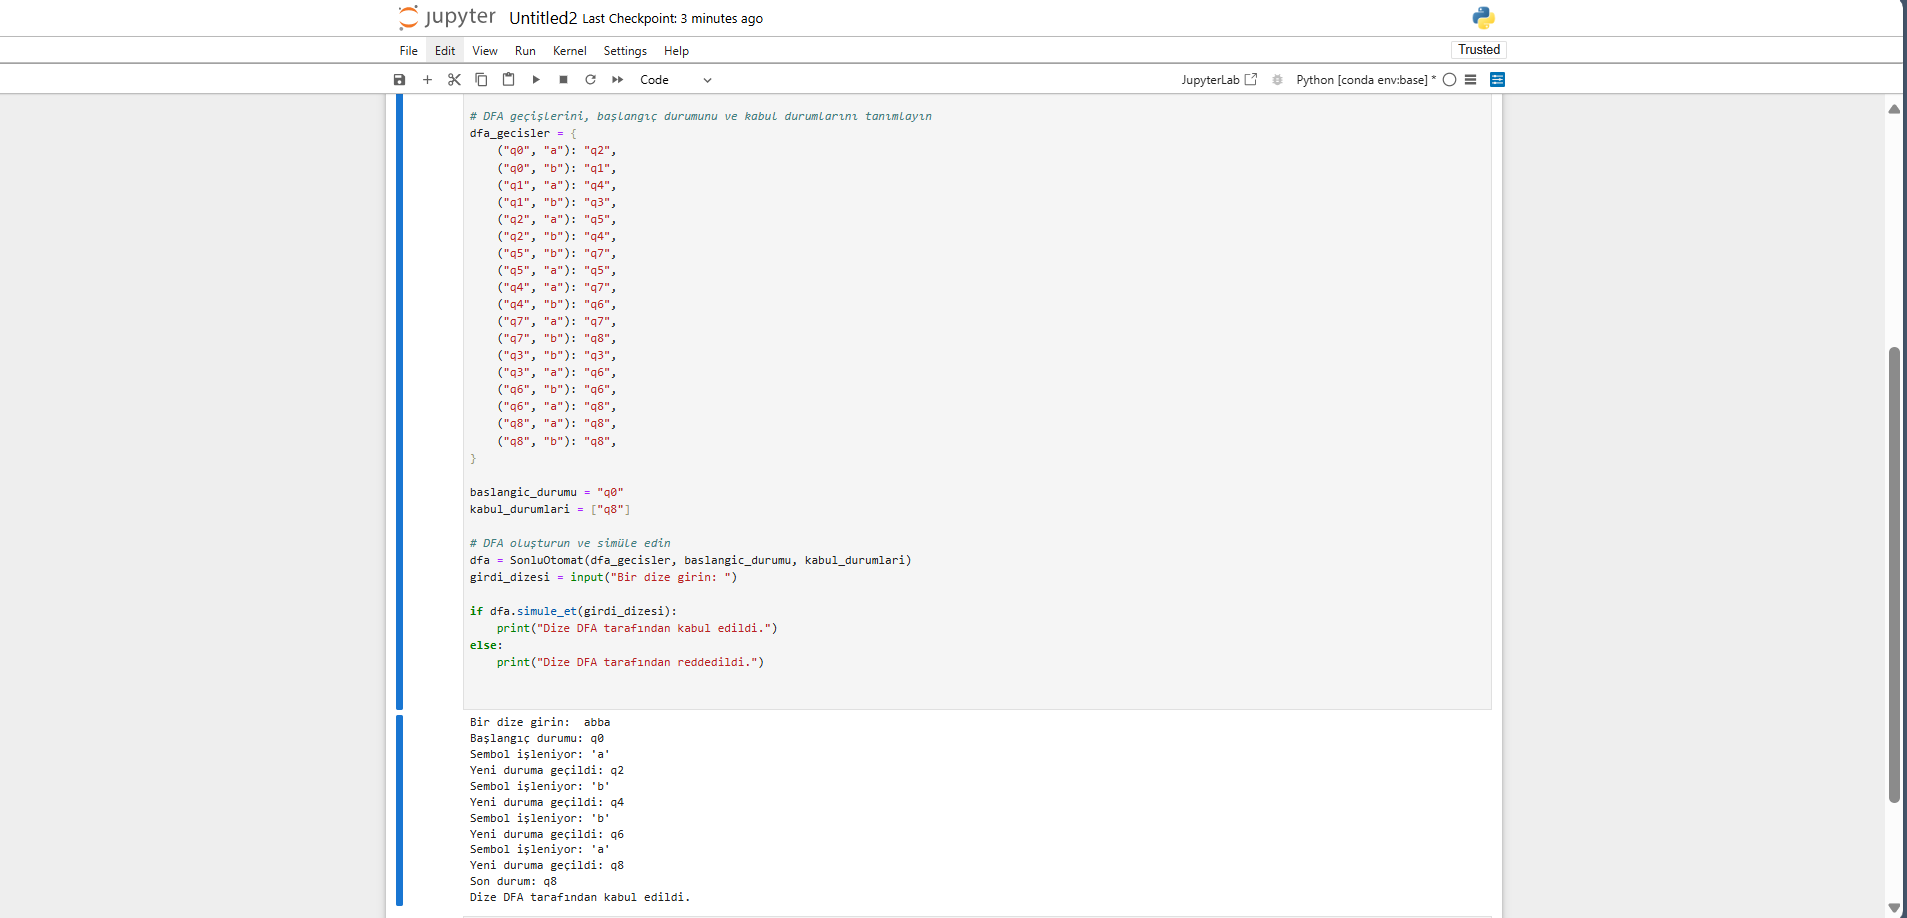 jupyter Untitled2 Last Checkpoint: 3 minutes ago
File Edit View Run Kernel Settings Help Trusted
Code JupyterLab Python [conda env:base] *
# DFA geçişlerini, başlangıç durumunu ve kabul durumlarını tanımlayın
dfa_gecisler = {
("q0", "a"): "q2",
("q0", "b"): "q1",
("q1", "a"): "q4",
("q1", "b"): "q3",
("q2", "a"): "q5",
("q2", "b"): "q4",
("q5", "b"): "q7",
("q5", "a"): "q5",
("q4", "a"): "q7",
("q4", "b"): "q6",
("q7", "a"): "q7",
("q7", "b"): "q8",
("q3", "b"): "q3",
("q3", "a"): "q6",
("q6", "b"): "q6",
("q6", "a"): "q8",
("q8", "a"): "q8",
("q8", "b"): "q8",
}
baslangic_durumu = "q0"
kabul_durumlari = ["q8"]
# DFA oluşturun ve simüle edin
dfa = SonluOtomat(dfa_gecisler, baslangic_durumu, kabul_durumlari)
girdi_dizesi = input("Bir dize girin: ")
if dfa.simule_et(girdi_dizesi):
print("Dize DFA tarafından kabul edildi.")
else:
print("Dize DFA tarafından reddedildi.")
Bir dize girin:  abba
Başlangıç durumu: q0
Sembol işleniyor: 'a'
Yeni duruma geçildi: q2
Sembol işleniyor: 'b'
Yeni duruma geçildi: q4
Sembol işleniyor: 'b'
Yeni duruma geçildi: q6
Sembol işleniyor: 'a'
Yeni duruma geçildi: q8
Son durum: q8
Dize DFA tarafından kabul edildi.